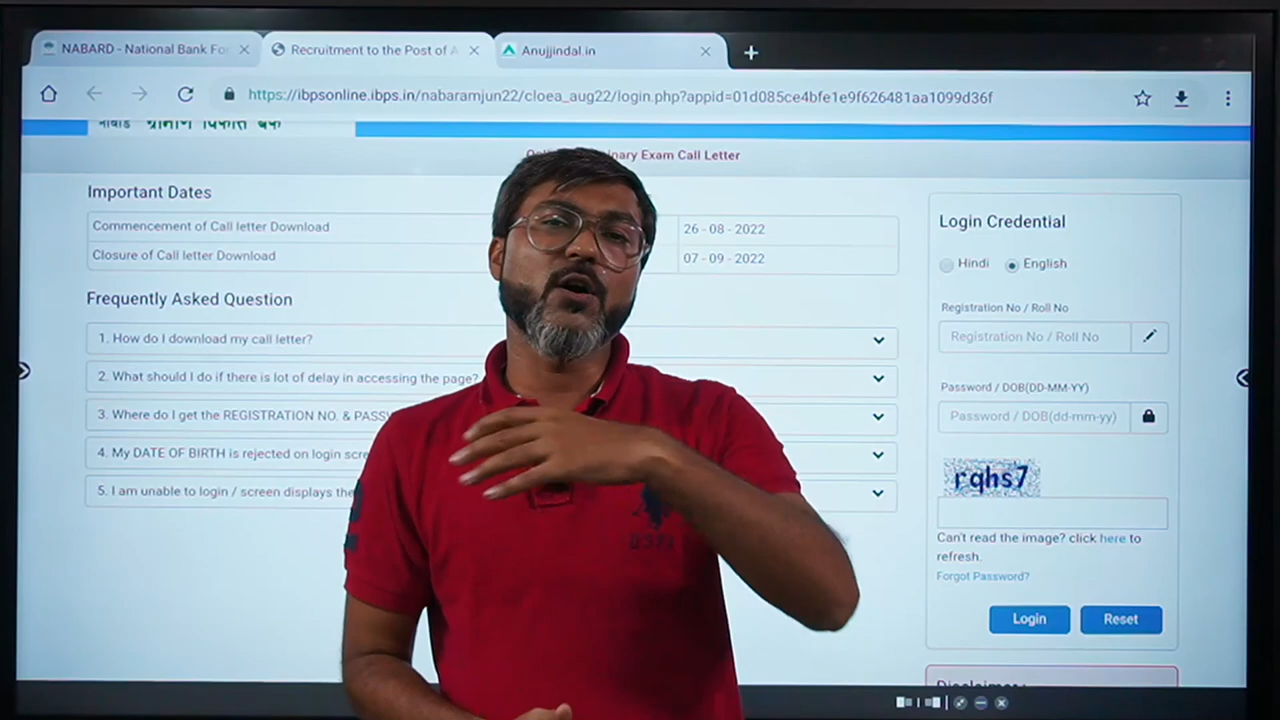 NABARD - National Bank Fo
Recruitment to the Post of A
Anujjindal.in
https://ibpsonline.ibps.in/nabaramjun22/cloea_aug22/login.php?appid=01d085ce4bfe1e9f626481aa1099d36f
नाबार्ड ग्रामीण विकास बैंक
Exam Call Letter
Important Dates
Commencement of Call letter Download 26 - 08 - 2022
Closure of Call letter Download 07 - 09 - 2022
Frequently Asked Question
1. How do I download my call letter?
2. What should I do if there is lot of delay in accessing the page?
3. Where do I get the REGISTRATION NO. &
4. My DATE OF BIRTH is rejected on login
5. I am unable to login / screen displays the
Login Credential
Hindi English
Registration No / Roll No
Registration No / Roll No
Password / DOB(DD-MM-YY)
Password / DOB(dd-mm-yy)
rqhs7
Can't read the image? click here to
refresh.
Forgot Password?
Login Reset